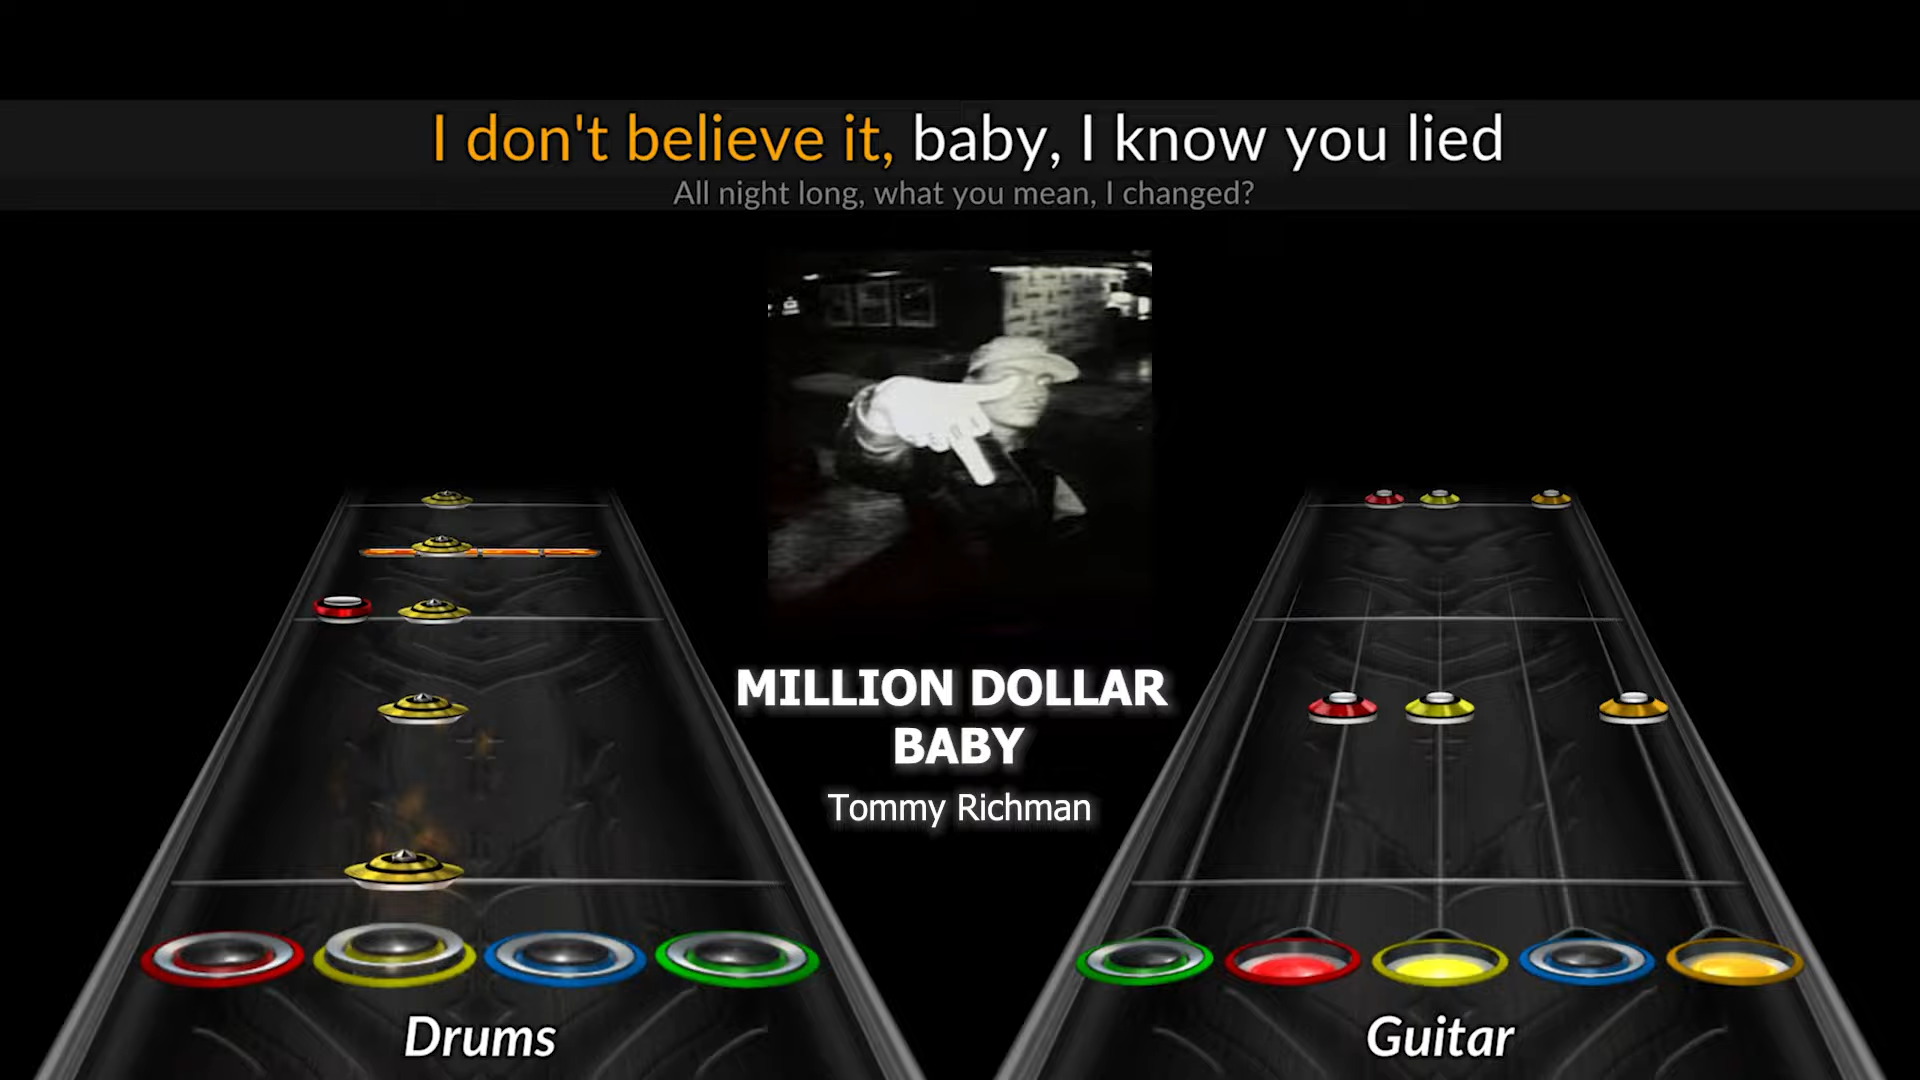 I don't believe it, baby, I know you lied
All night long, what you mean, I changed?
MILLION DOLLAR
BABY
Tommy Richman
Drums
Guitar